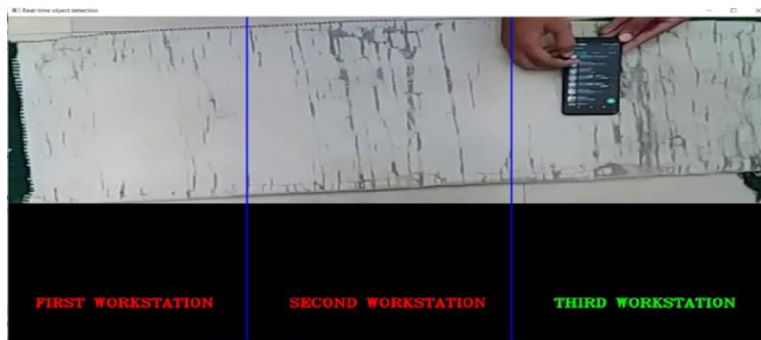 Real-time object detection
FIRST WORKSTATION
SECOND WORKSTATION
THIRD WORKSTATION